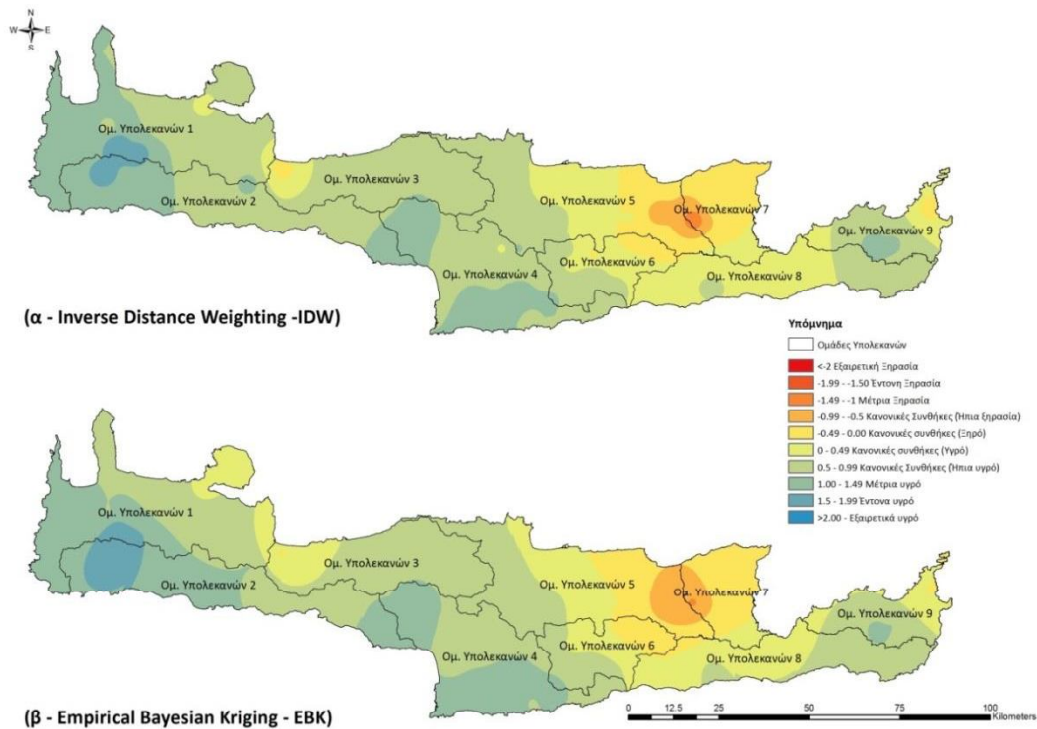 N
W E
S
Ομ. Υπολεκανών 1
Ομ. Υπολεκανών 2
Ομ. Υπολεκανών 3
Ομ. Υπολεκανών 4
Ομ. Υπολεκανών 5
Ομ. Υπολεκανών 6
Ομ. Υπολεκανών 7
Ομ. Υπολεκανών 8
Ομ. Υπολεκανών 9
(α - Inverse Distance Weighting -IDW)
Υπόμνημα
Ομάδες Υπολεκανών
<-2 Εξαιρετική Ξηρασία
-1.99 - -1.50 Έντονη Ξηρασία
-1.49 - -1 Μέτρια Ξηρασία
-0.99 - -0.5 Κανονικές Συνθήκες (Ήπια ξηρασία)
-0.49 - 0.00 Κανονικές συνθήκες (Ξηρό)
0 - 0.49 Κανονικές συνθήκες (Υγρό)
0.5 - 0.99 Κανονικές Συνθήκες (Ήπια υγρό)
1.00 - 1.49 Μέτρια υγρό
1.5 - 1.99 Έντονα υγρό
>2.00 - Εξαιρετικά υγρό
Ομ. Υπολεκανών 1
Ομ. Υπολεκανών 2
Ομ. Υπολεκανών 3
Ομ. Υπολεκανών 4
Ομ. Υπολεκανών 5
Ομ. Υπολεκανών 6
Ομ. Υπολεκανών 7
Ομ. Υπολεκανών 8
Ομ. Υπολεκανών 9
(β - Empirical Bayesian Kriging - EBK)
0 12.5 25 50 75 100
Kilometers